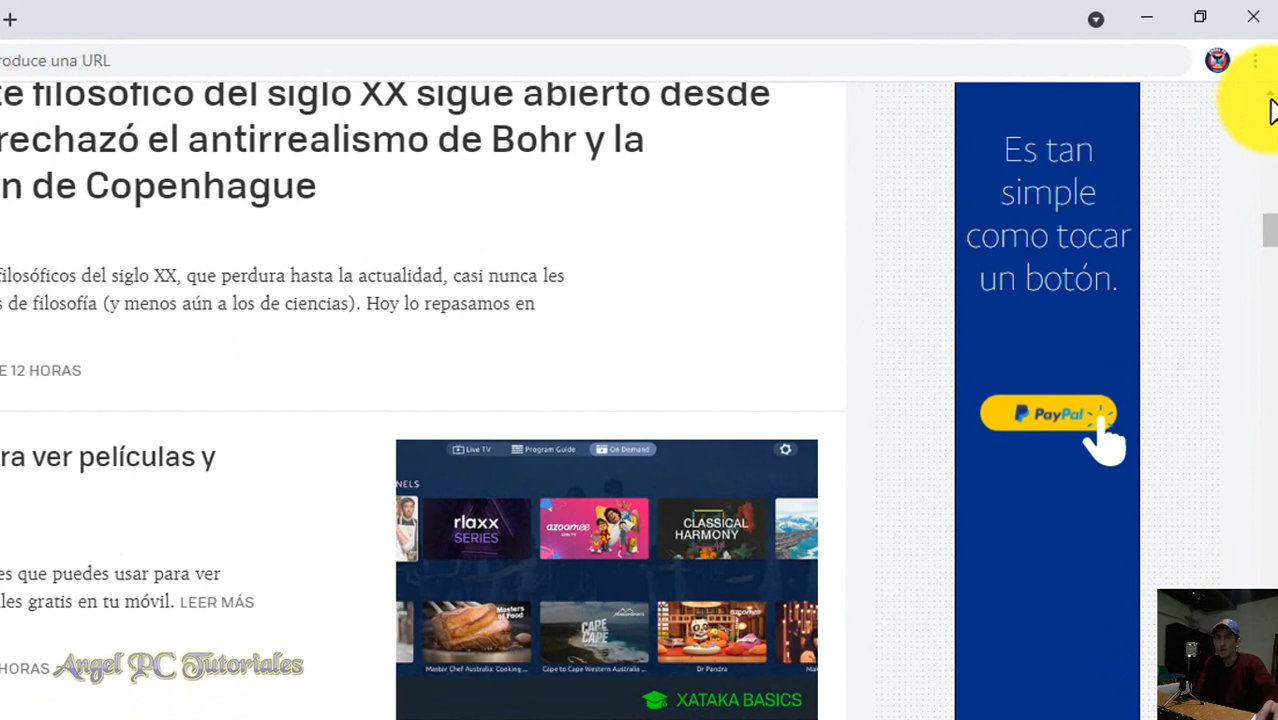 roduce una URL
te filosófico del siglo XX sigue abierto desde
rechazó el antirrealismo de Bohr y la
n de Copenhague
filosóficos del siglo XX, que perdura hasta la actualidad, casi nunca les
s de filosofía (y menos aún a los de ciencias). Hoy lo repasamos en
E 12 HORAS
Es tan
simple
como tocar
un botón.
PayPal
ra ver películas y
es que puedes usar para ver
les gratis en tu móvil. LEER MÁS
HORAS
Angel PC Tutoriales
Live TV Program Guide On Demand
NELS
rlaxx
SERIES
azoomee
CLASSICAL
HARMONY
Masters
of Food
CAPE
CAPE
azoomee
Master Chef Australia: Cooking ...
Cape to Cape Western Australia ...
Dr Pandra
XATAKA BASICS